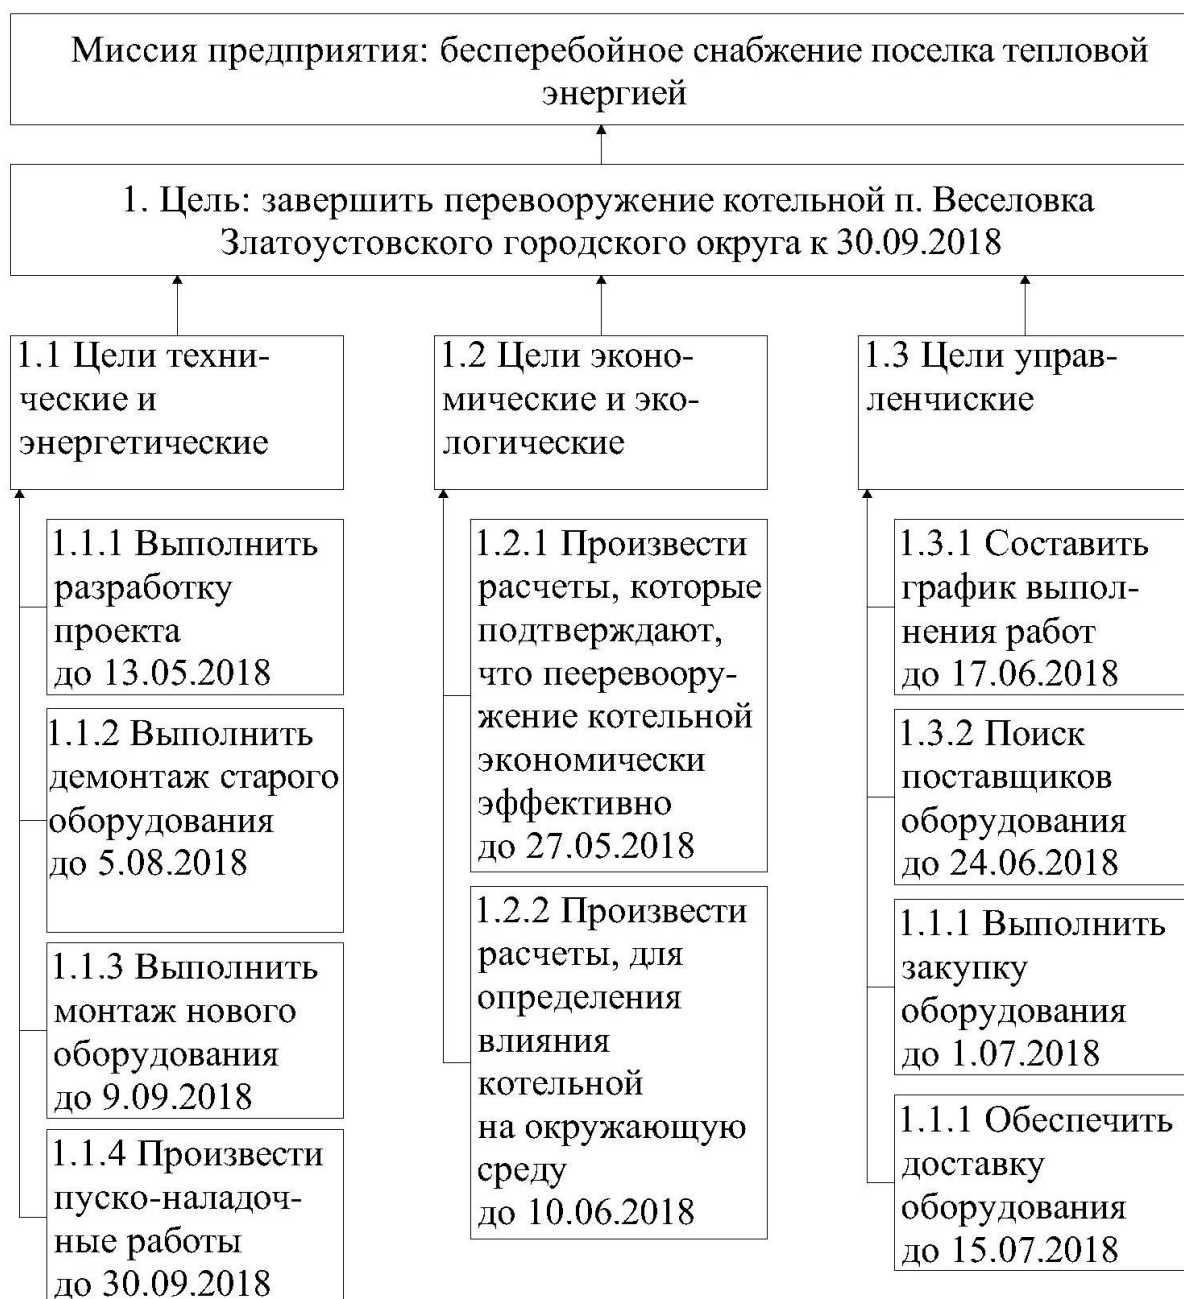 Миссия предприятия: бесперебойное снабжение поселка тепловой
энергией
1. Цель: завершить перевооружение котельной п. Веселовка
Златоустовского городского округа к 30.09.2018
1.1 Цели техни-
ческие и
энергетические
1.1.1 Выполнить
разработку
проекта
до 13.05.2018
1.1.2 Выполнить
демонтаж старого
оборудования
до 5.08.2018
1.1.3 Выполнить
монтаж нового
оборудования
до 9.09.2018
1.1.4 Произвести
пуско-наладоч-
ные работы
до 30.09.2018
1.2 Цели эконо-
мические и эко-
логические
1.2.1 Произвести
расчеты, которые
подтверждают,
что пееревоору-
жение котельной
экономически
эффективно
до 27.05.2018
1.2.2 Произвести
расчеты, для
определения
влияния
котельной
на окружающую
среду
до 10.06.2018
1.3 Цели управ-
ленчиские
1.3.1 Составить
график выпол-
нения работ
до 17.06.2018
1.3.2 Поиск
поставщиков
оборудования
до 24.06.2018
1.1.1 Выполнить
закупку
оборудования
до 1.07.2018
1.1.1 Обеспечить
доставку
оборудования
до 15.07.2018